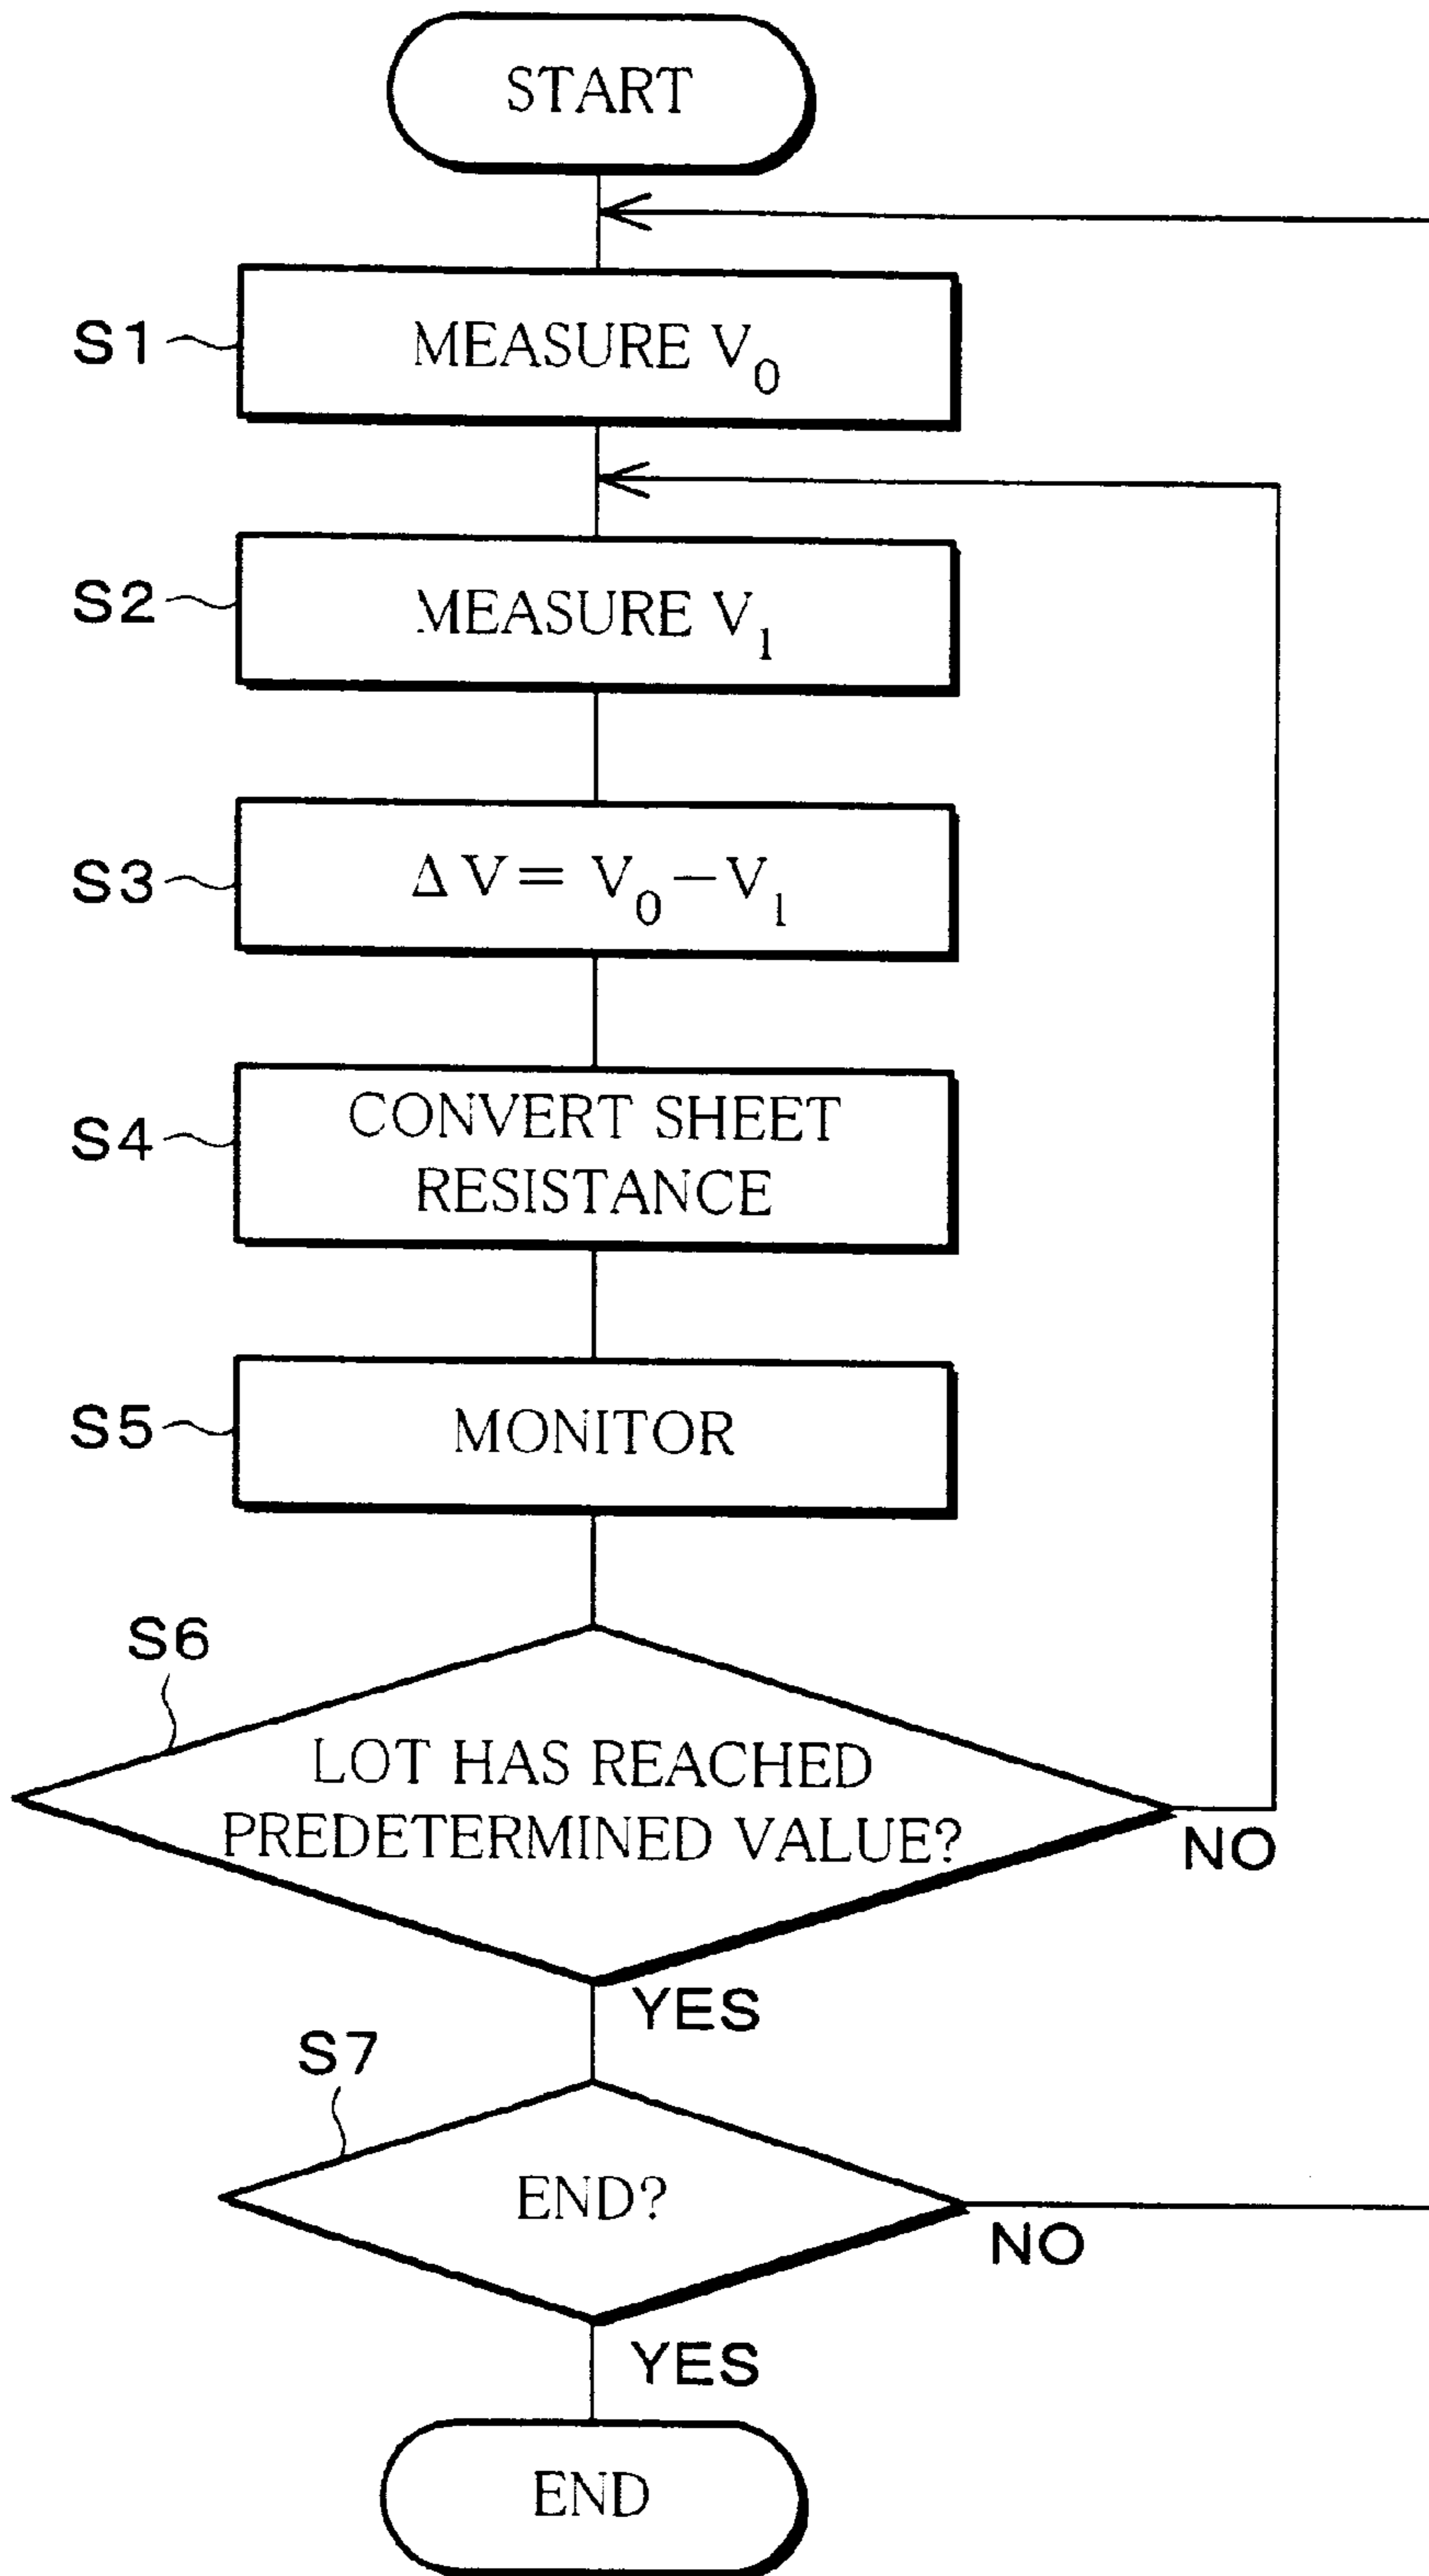 START
S1
MEASURE V₀
S2
MEASURE V₁
S3
Δ V = V₀ − V₁
S4
CONVERT SHEET
RESISTANCE
S5
MONITOR
S6
LOT HAS REACHED
PREDETERMINED VALUE?
NO
YES
S7
END?
NO
YES
END